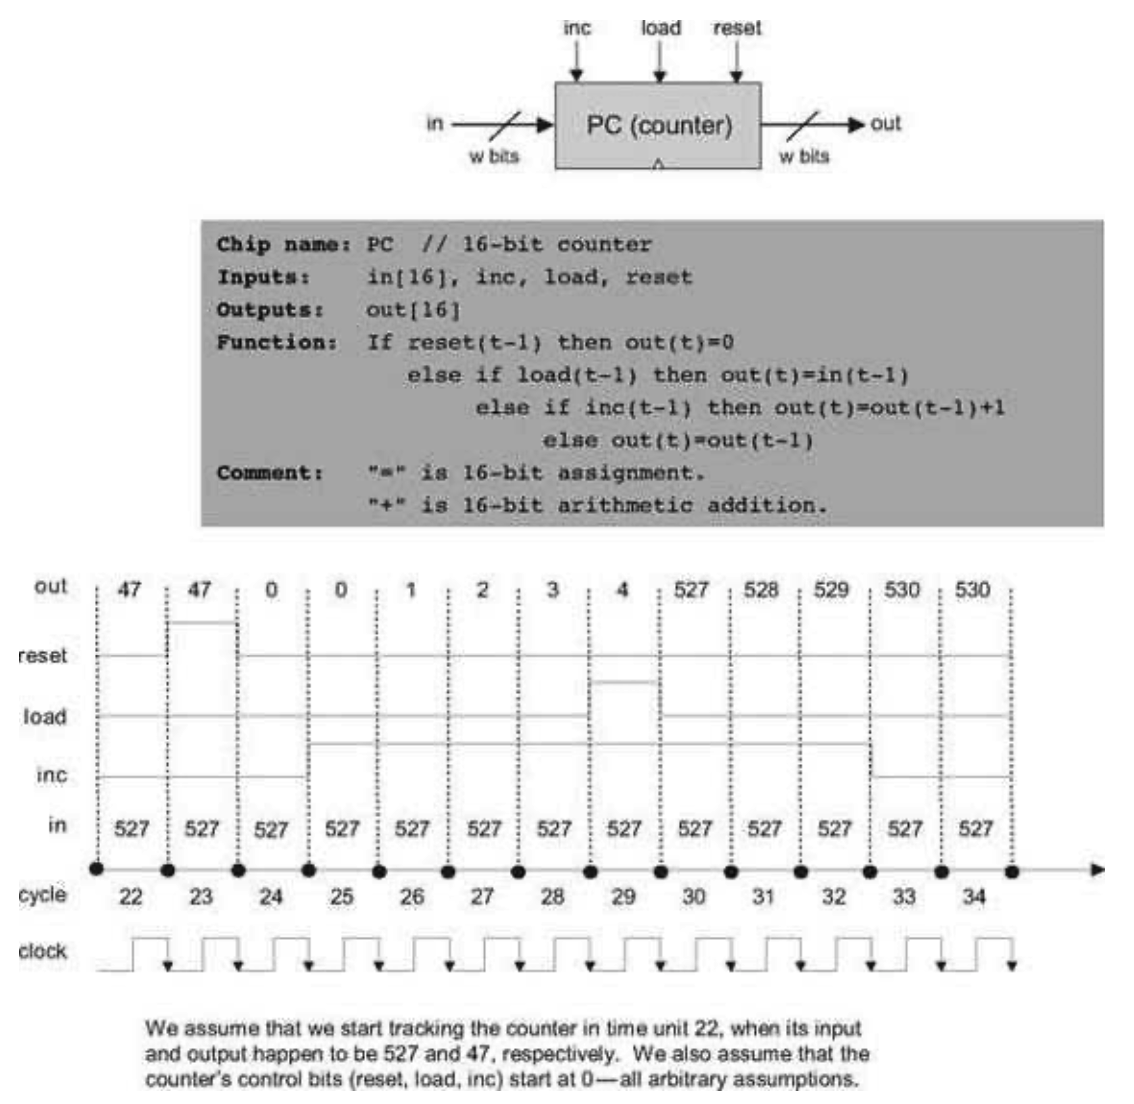 inc load reset
in PC (counter) out
w bits w bits
Chip name: PC // 16-bit counter
Inputs: in[16], inc, load, reset
Outputs: out[16]
Function: If reset(t-1) then out(t)=0
else if load(t-1) then out(t)=in(t-1)
else if inc(t-1) then out(t)=out(t-1)+1
else out(t)=out(t-1)
Comment: "=" is 16-bit assignment.
"+" is 16-bit arithmetic addition.
out 47 47 0 0 1 2 3 4 527 528 529 530 530
reset
load
inc
in 527 527 527 527 527 527 527 527 527 527 527 527 527
cycle 22 23 24 25 26 27 28 29 30 31 32 33 34
clock
We assume that we start tracking the counter in time unit 22, when its input
and output happen to be 527 and 47, respectively. We also assume that the
counter's control bits (reset, load, inc) start at 0—all arbitrary assumptions.